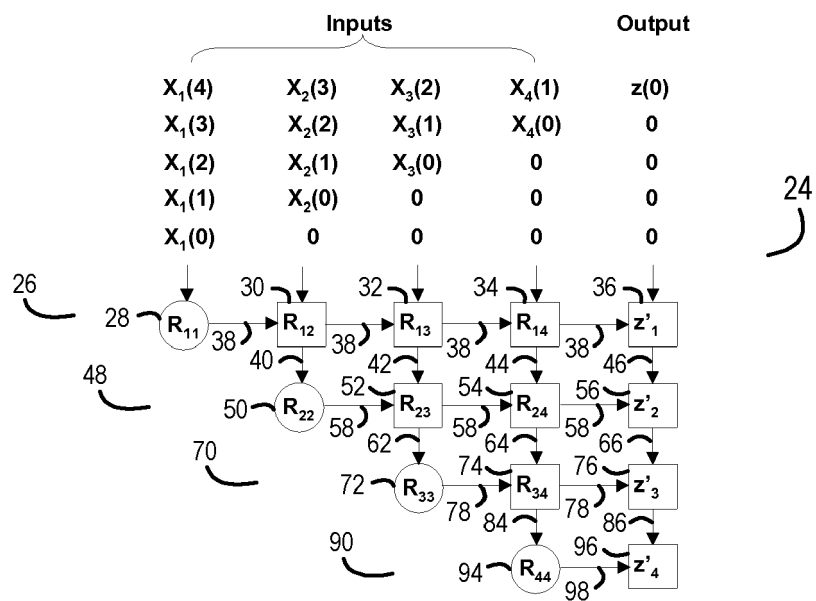 Inputs Output
X1(4) X2(3) X3(2) X4(1) z(0)
X1(3) X2(2) X3(1) X4(0) 0
X1(2) X2(1) X3(0) 0 0
X1(1) X2(0) 0 0 0
24
X1(0) 0 0 0 0
26 30 32 34 36
28 R11 R12 R13 R14 z'1
38 38 38 38
40 42 44 46
48 52 54 56
50 R22 R23 R24 z'2
58 58 58
62 64 66
70 74 76
72 R33 R34 z'3
78 78
84 86
90 96
94 R44 z'4
98